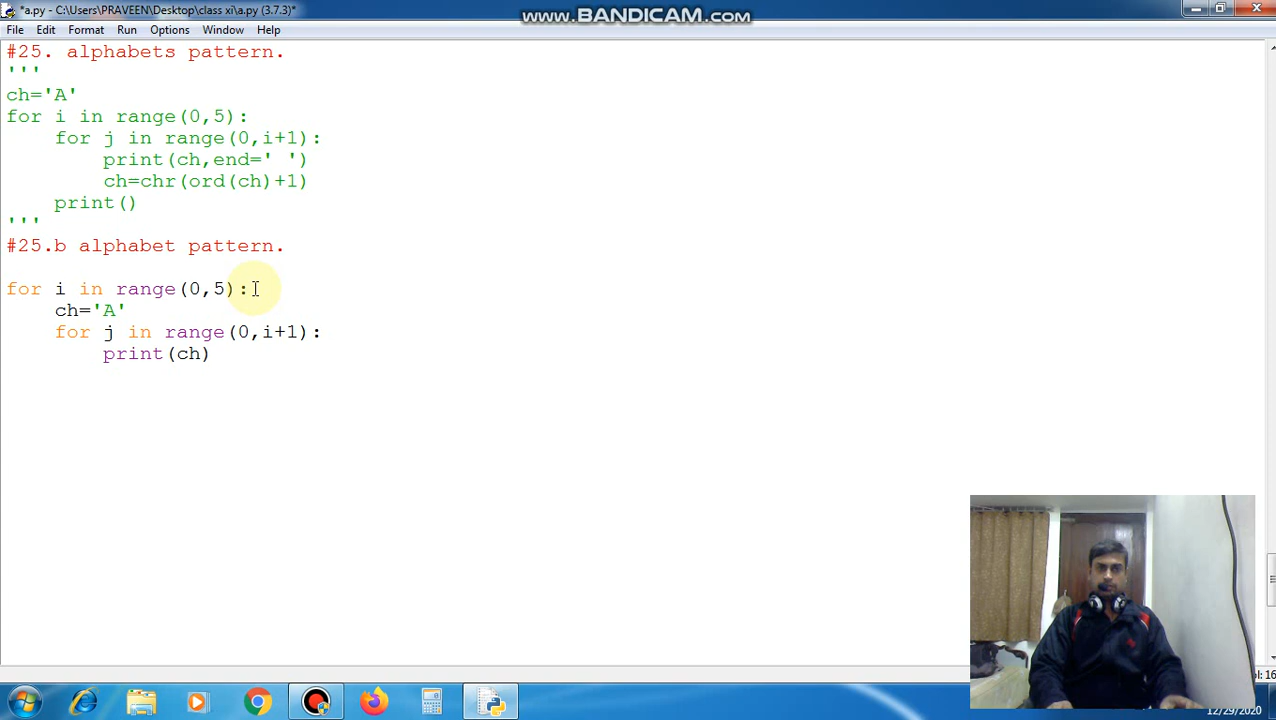 *a.py - C:\Users\PRAVEEN\Desktop\class xi\a.py (3.7.3)*
www.BANDICAM.com
File Edit Format Run Options Window Help
#25. alphabets pattern.
'''
ch='A'
for i in range(0,5):
    for j in range(0,i+1):
        print(ch,end=' ')
        ch=chr(ord(ch)+1)
    print()
'''
#25.b alphabet pattern.
for i in range(0,5):
    ch='A'
    for j in range(0,i+1):
        print(ch)
ol: 16
12/29/2020